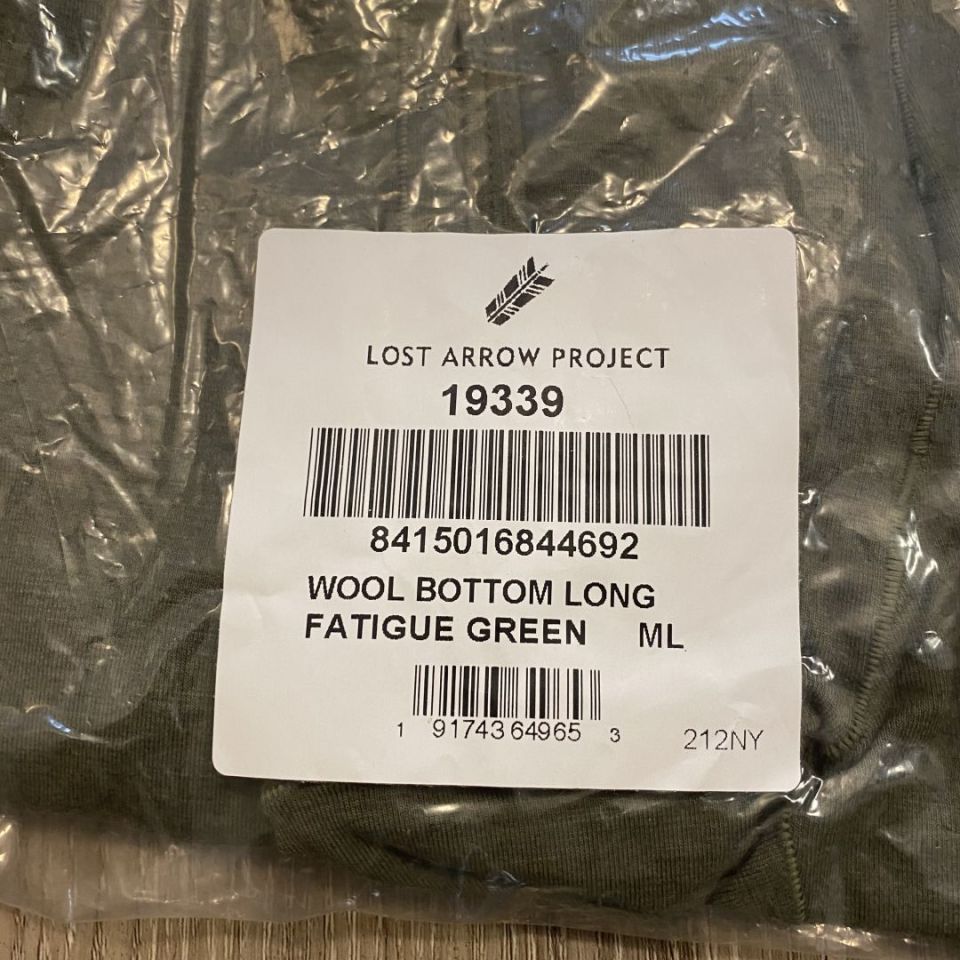 LOST ARROW PROJECT
19339
8415016844692
WOOL BOTTOM LONG
FATIGUE GREEN ML
1 91743 64965 3
212NY